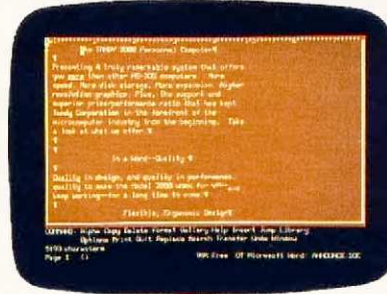 The TANDY 2000 Personal Computer¶
¶
Presenting A truly remarkable system that offers
you more than other MS-DOS computers. More
speed. More disk storage. More expansion. Higher
resolution graphics. Plus, the support and
superior price/performance ratio that has kept
Tandy Corporation in the forefront of the
microcomputer industry from the beginning. Take
a look at what we offer.¶
¶
¶
In a Word--Quality ¶
¶
Quality in design, and quality in performance.
quality to make the Model 2000 work for you and
keep working--for a long time to come.¶
¶
Flexible, Ergonomic Design¶
COMMAND: Alpha Copy Delete Format Gallery Help Insert Jump Library
Options Print Quit Replace Search Transfer Undo Window
5193 characters
Page 1 {} Free Microsoft Word: ANNOUNCE.DOC